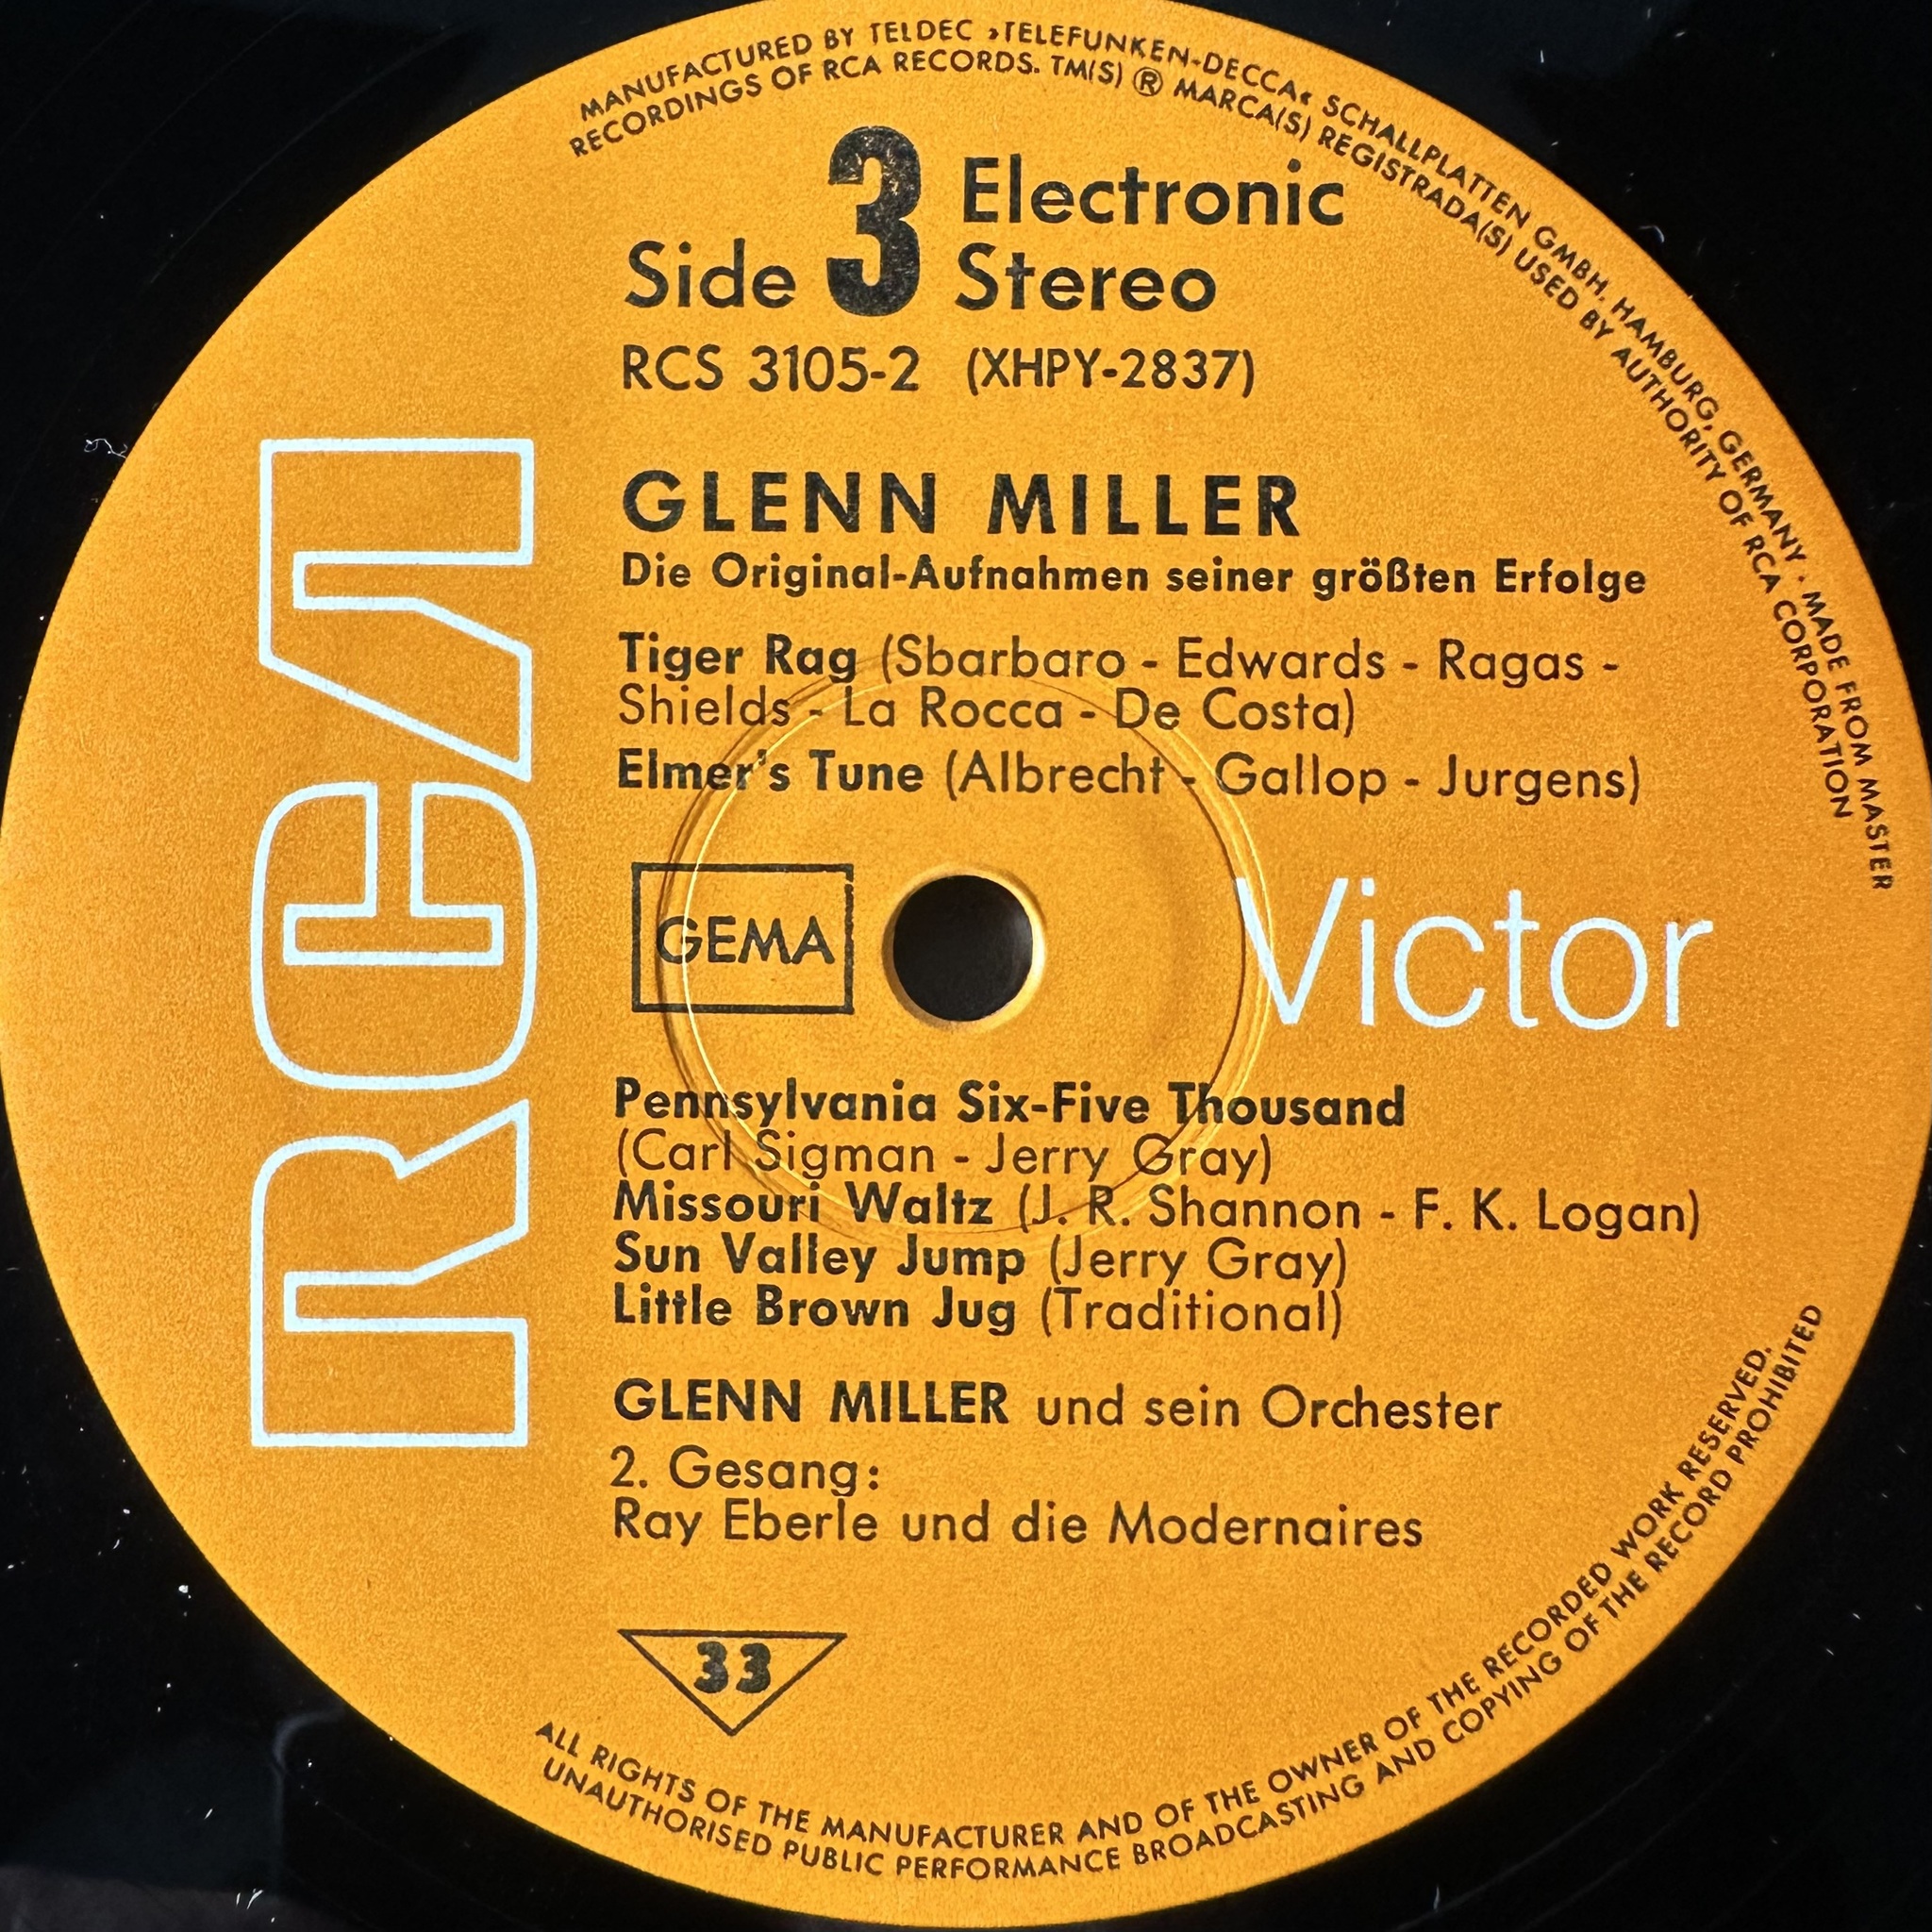 MANUFACTURED BY TELDEC »TELEFUNKEN-DECCA« SCHALLPLATTEN GMBH, HAMBURG, GERMANY · MADE FROM MASTER
RECORDINGS OF RCA RECORDS. TM(S) ® MARCA(S) REGISTRADA(S) USED BY AUTHORITY OF RCA CORPORATION
Side 3 Electronic
Stereo
RCS 3105-2 (XHPY-2837)
RCA
GLENN MILLER
Die Original-Aufnahmen seiner größten Erfolge
Tiger Rag (Sbarbaro - Edwards - Ragas -
Shields - La Rocca - De Costa)
Elmer's Tune (Albrecht - Gallop - Jurgens)
GEMA
Victor
Pennsylvania Six-Five Thousand
(Carl Sigman - Jerry Gray)
Missouri Waltz (J. R. Shannon - F. K. Logan)
Sun Valley Jump (Jerry Gray)
Little Brown Jug (Traditional)
GLENN MILLER und sein Orchester
2. Gesang:
Ray Eberle und die Modernaires
33
ALL RIGHTS OF THE MANUFACTURER AND OF THE OWNER OF THE RECORDED WORK RESERVED.
UNAUTHORISED PUBLIC PERFORMANCE BROADCASTING AND COPYING OF THE RECORD PROHIBITED